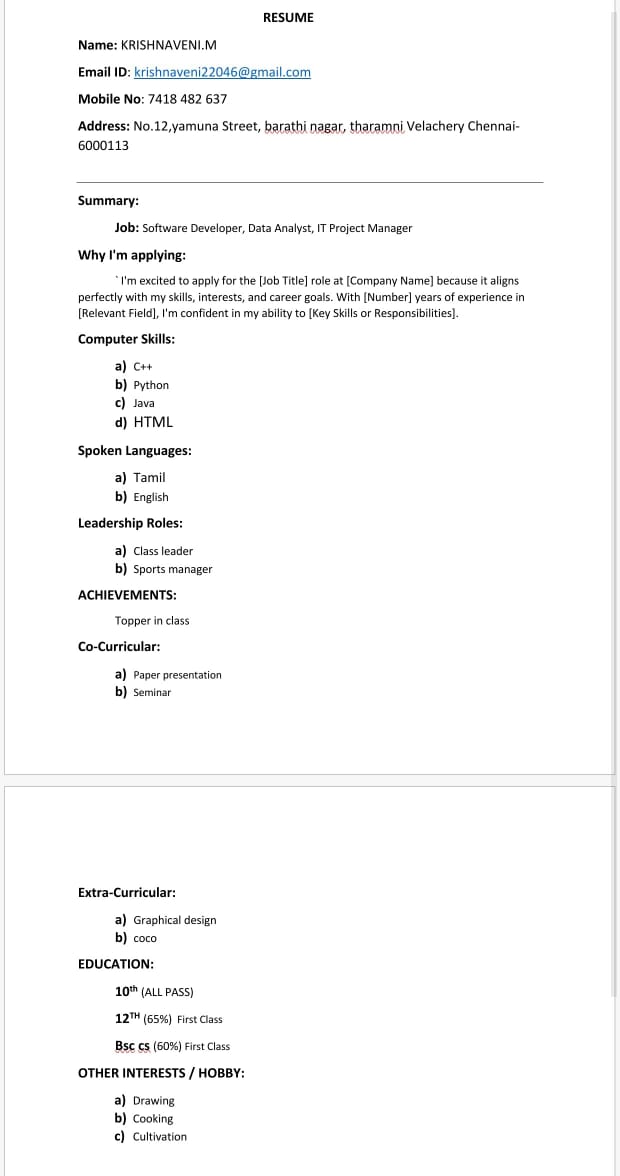 RESUME
Name: KRISHNAVENI.M
Email ID: krishnaveni22046@gmail.com
Mobile No: 7418 482 637
Address: No.12,yamuna Street, barathi nagar, tharamni Velachery Chennai-
6000113
Summary:
Job: Software Developer, Data Analyst, IT Project Manager
Why I'm applying:
`I'm excited to apply for the [Job Title] role at [Company Name] because it aligns
perfectly with my skills, interests, and career goals. With [Number] years of experience in
[Relevant Field], I'm confident in my ability to [Key Skills or Responsibilities].
Computer Skills:
a) C++
b) Python
c) Java
d) HTML
Spoken Languages:
a) Tamil
b) English
Leadership Roles:
a) Class leader
b) Sports manager
ACHIEVEMENTS:
Topper in class
Co-Curricular:
a) Paper presentation
b) Seminar
Extra-Curricular:
a) Graphical design
b) coco
EDUCATION:
10th (ALL PASS)
12TH (65%) First Class
Bsc cs (60%) First Class
OTHER INTERESTS / HOBBY:
a) Drawing
b) Cooking
c) Cultivation